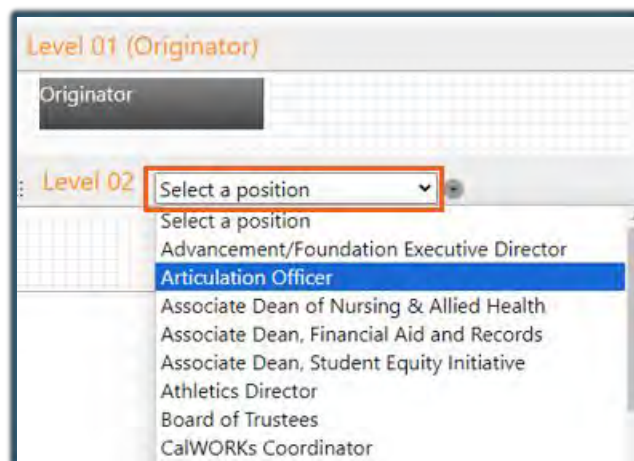 Level 01 (Originator)
Originator
Level 02
Select a position
Select a position
Advancement/Foundation Executive Director
Articulation Officer
Associate Dean of Nursing & Allied Health
Associate Dean, Financial Aid and Records
Associate Dean, Student Equity Initiative
Athletics Director
Board of Trustees
CalWORKs Coordinator